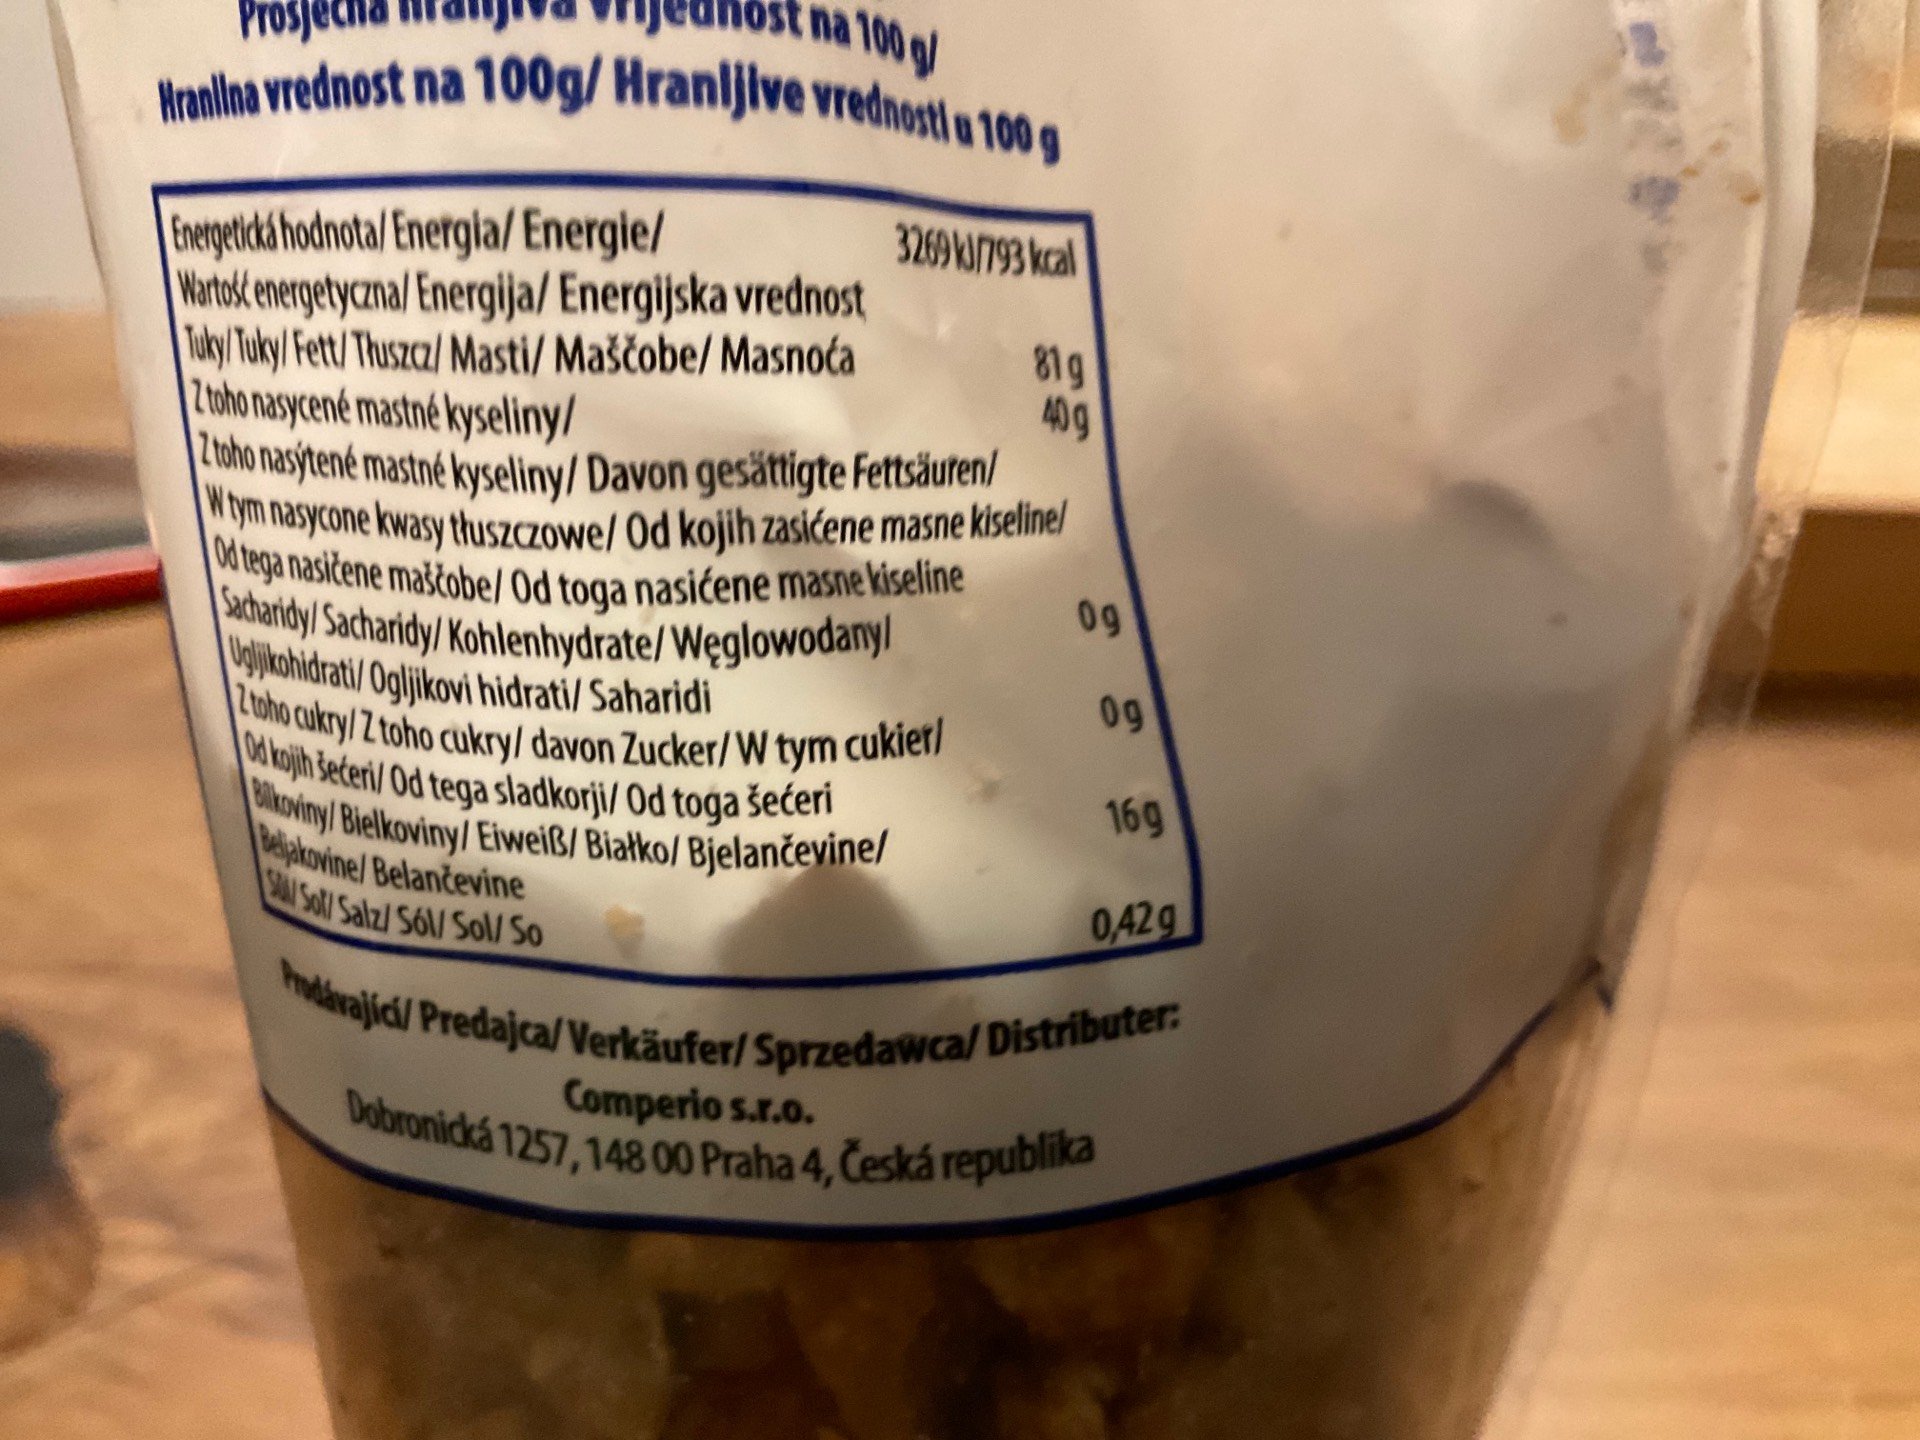 Prosječna hranjiva vrijednost na 100 g/
Hranilna vrednost na 100g/ Hranljive vrednosti u 100 g
Energetická hodnota/ Energia/ Energie/ 3269 kJ/793 kcal
Wartość energetyczna/ Energija/ Energijska vrednost
Tuky/ Tuky/ Fett/ Tłuszcz/ Masti/ Maščobe/ Masnoća 81 g
Z toho nasycené mastné kyseliny/ 40 g
Z toho nasýtené mastné kyseliny/ Davon gesättigte Fettsäuren/
W tym nasycone kwasy tłuszczowe/ Od kojih zasićene masne kiseline/
Od tega nasičene maščobe/ Od toga nasićene masne kiseline
Sacharidy/ Sacharidy/ Kohlenhydrate/ Węglowodany/ 0 g
Ugljikohidrati/ Ogljikovi hidrati/ Saharidi
Z toho cukry/ Z toho cukry/ davon Zucker/ W tym cukier/ 0 g
Od kojih šećeri/ Od tega sladkorji/ Od toga šećeri
Bílkoviny/ Bielkoviny/ Eiweiß/ Białko/ Bjelančevine/ 16 g
Beljakovine/ Belančevine
Sůl/ Soľ/ Salz/ Sól/ Sol/ So 0,42 g
Prodávající/ Predajca/ Verkäufer/ Sprzedawca/ Distributer:
Comperio s.r.o.
Dobronická 1257, 148 00 Praha 4, Česká republika